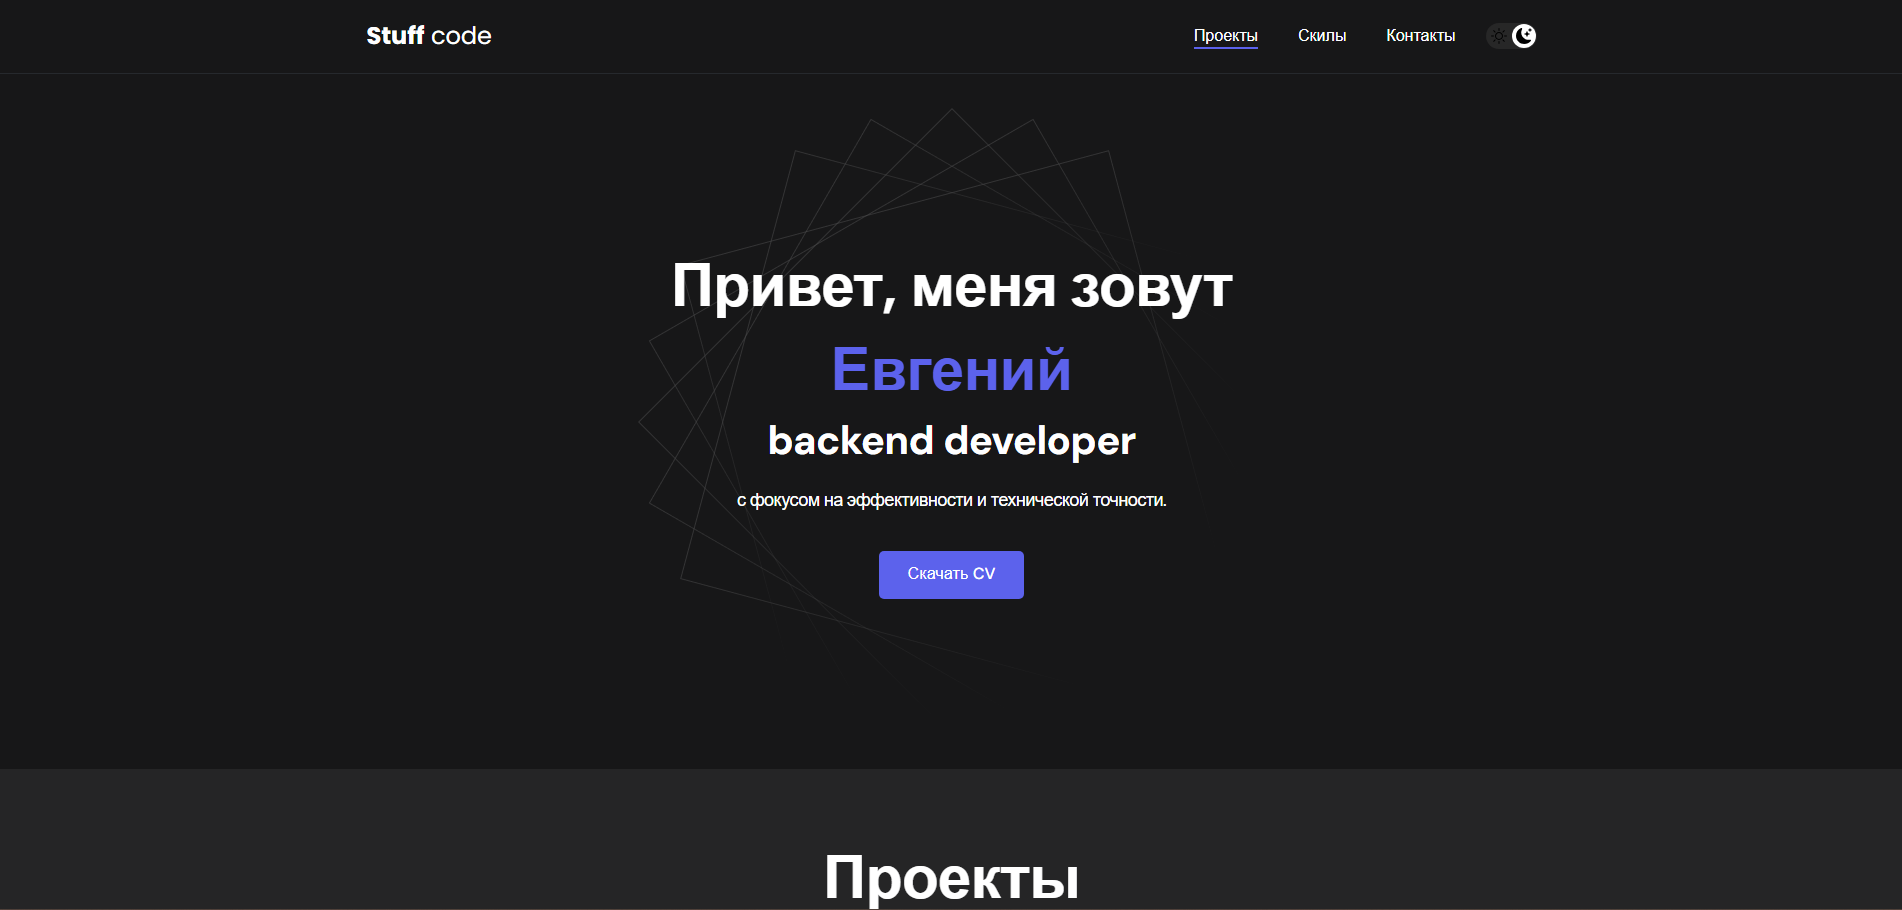 Stuff code
Проекты
Скилы
Контакты
Привет, меня зовут
Евгений
backend developer
с фокусом на эффективности и технической точности.
Скачать CV
Проекты